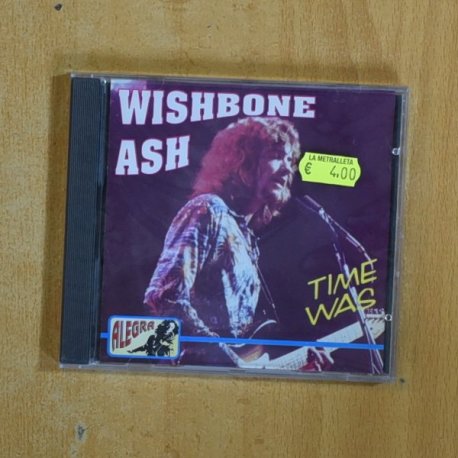 WISHBONE
ASH
LA METRALLETA
€ 4,00
TIME
WAS
ALEGRA